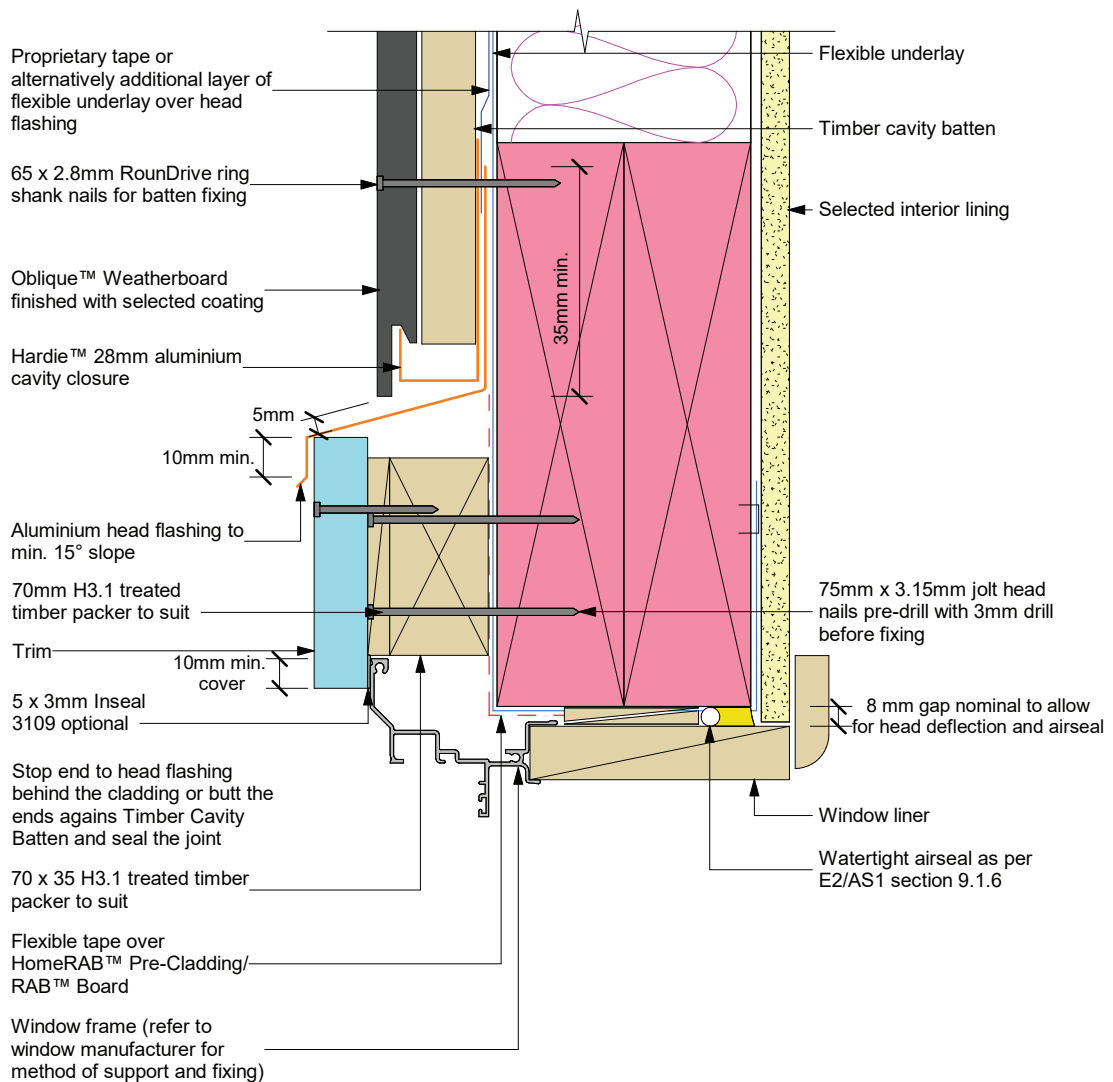 Proprietary tape or
alternatively additional layer of
flexible underlay over head
flashing
65 x 2.8mm RounDrive ring
shank nails for batten fixing
Oblique™ Weatherboard
finished with selected coating
Hardie™ 28mm aluminium
cavity closure
5mm
10mm min.
Aluminium head flashing to
min. 15° slope
70mm H3.1 treated
timber packer to suit
Trim
10mm min.
cover
5 x 3mm Inseal
3109 optional
Stop end to head flashing
behind the cladding or butt the
ends agains Timber Cavity
Batten and seal the joint
70 x 35 H3.1 treated timber
packer to suit
Flexible tape over
HomeRAB™ Pre-Cladding/
RAB™ Board
Window frame (refer to
window manufacturer for
method of support and fixing)
35mm min.
Flexible underlay
Timber cavity batten
Selected interior lining
75mm x 3.15mm jolt head
nails pre-drill with 3mm drill
before fixing
8 mm gap nominal to allow
for head deflection and airseal
Window liner
Watertight airseal as per
E2/AS1 section 9.1.6